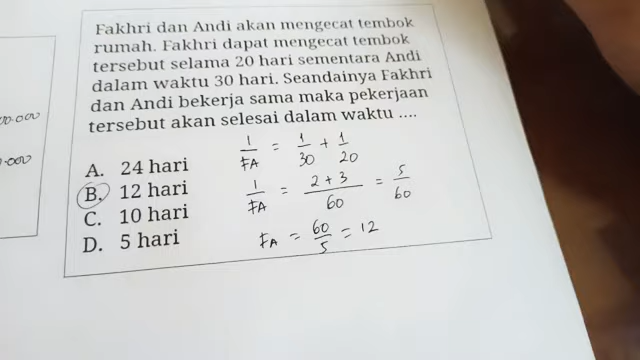 Fakhri dan Andi akan mengecat tembok
rumah. Fakhri dapat mengecat tembok
tersebut selama 20 hari sementara Andi
dalam waktu 30 hari. Seandainya Fakhri
dan Andi bekerja sama maka pekerjaan
tersebut akan selesai dalam waktu ....
A. 24 hari
B. 12 hari
C. 10 hari
D. 5 hari
1/FA = 1/30 + 1/20
1/FA = 2+3/60 = 5/60
FA = 60/5 = 12